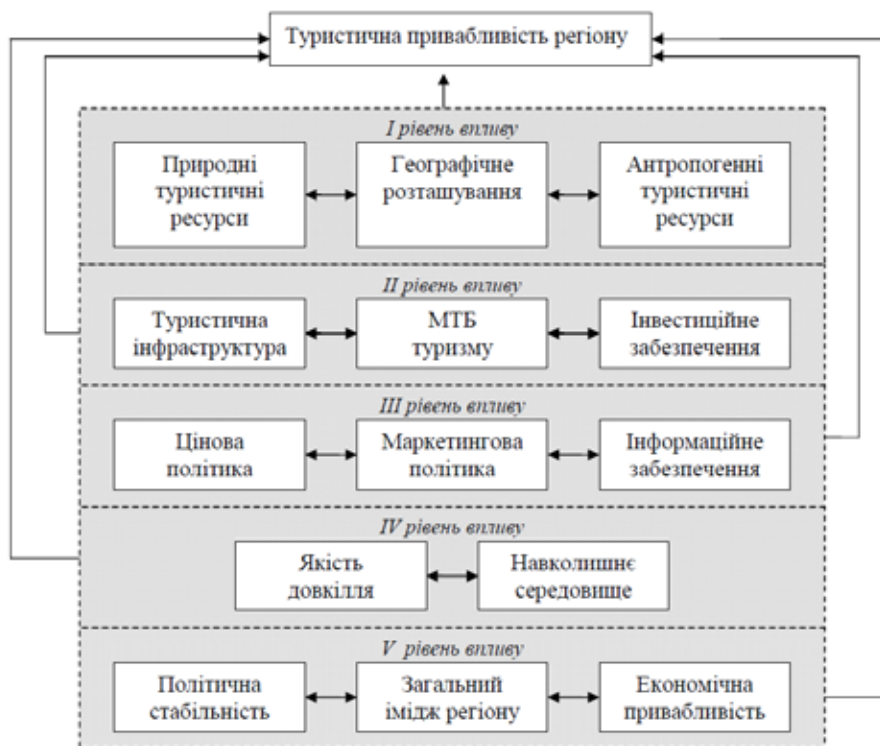 Туристична привабливість регіону
I рівень впливу
Природні
туристичні
ресурси
Географічне
розташування
Антропогенні
туристичні
ресурси
II рівень впливу
Туристична
інфраструктура
МТБ
туризму
Інвестиційне
забезпечення
III рівень впливу
Цінова
політика
Маркетингова
політика
Інформаційне
забезпечення
IV рівень впливу
Якість
довкілля
Навколишнє
середовище
V рівень впливу
Політична
стабільність
Загальний
імідж регіону
Економічна
привабливість